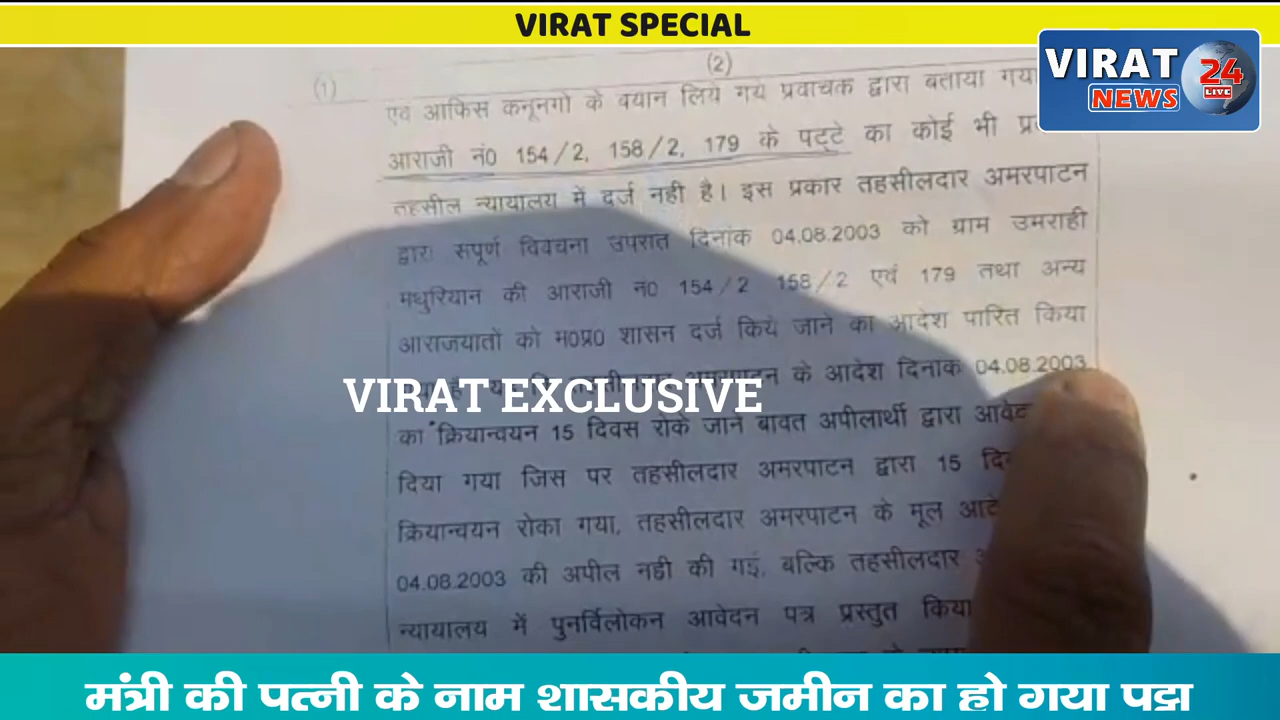 VIRAT SPECIAL
VIRAT
24
LIVE
NEWS
(1)
(2)
एव आफिस कनूनगो के बयान लिये गये प्रवाचक द्वारा बताया गया
आराजी नं0 154/2, 158/2, 179 के पट्टे का कोई भी
तहसील न्यायालय में दर्ज नही है। इस प्रकार तहसीलदार अमरपाटन
द्वारा संपूर्ण विवचना उपरात दिनांक 04.08.2003 को ग्राम उमराही
मधुरियान की आराजी न0 154/2 158/2 एवं 179 तथा अन्य
आराजयातो को म0प्र0 शासन दर्ज किये जाने का आदेश पारित किया
के आदेश दिनाक 04.08.2003
VIRAT EXCLUSIVE
का क्रियान्वयन 15 दिवस रोके जाने बावत अपीलार्थी द्वारा
दिया गया जिस पर तहसीलदार अमरपाटन द्वारा 15
क्रियान्वयन रोका गया, तहसीलदार अमरपाटन के मूल
04.08.2003 की अपील नही की गई, बल्कि तहसीलदार
न्यायालय में पुनर्विलोकन आवेदन पत्र प्रस्तुत किया
मंत्री की पत्नी के नाम शासकीय जमीन का हो गया पट्टा